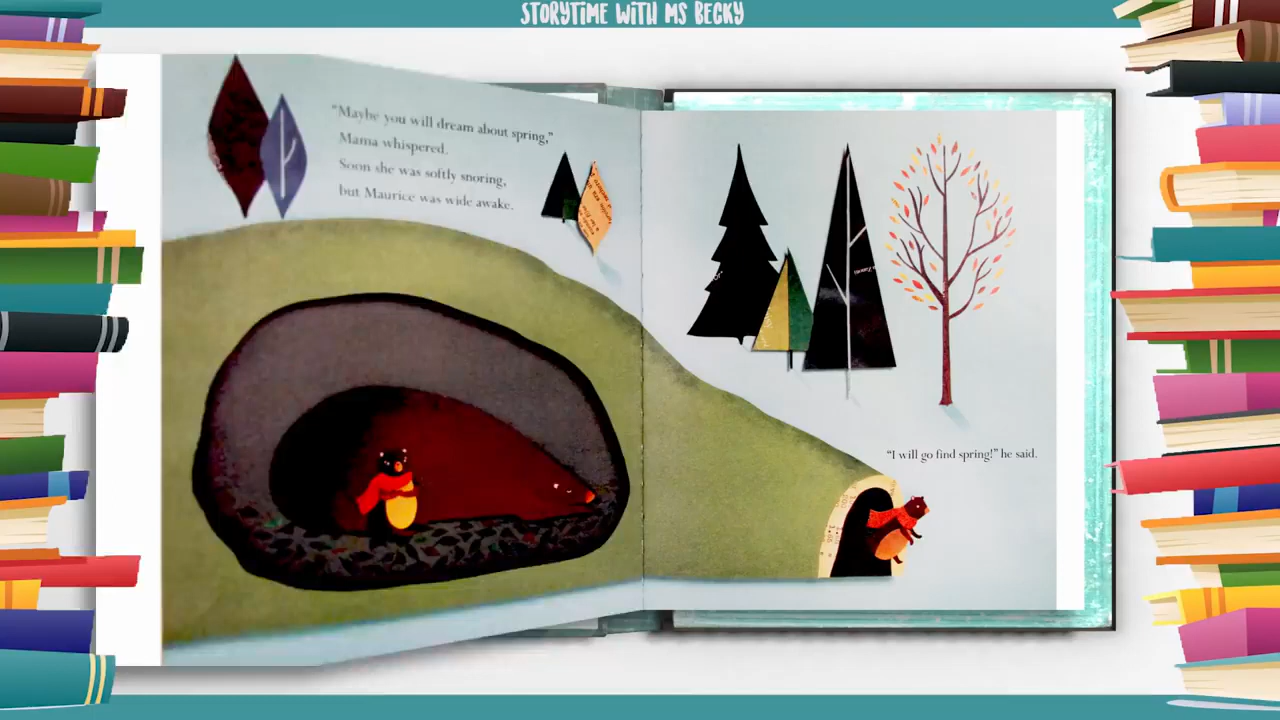 STORYTIME WITH MS BECKY
"Maybe you will dream about spring,"
Mama whispered.
Soon she was softly snoring,
but Maurice was wide awake.
"I will go find spring!" he said.